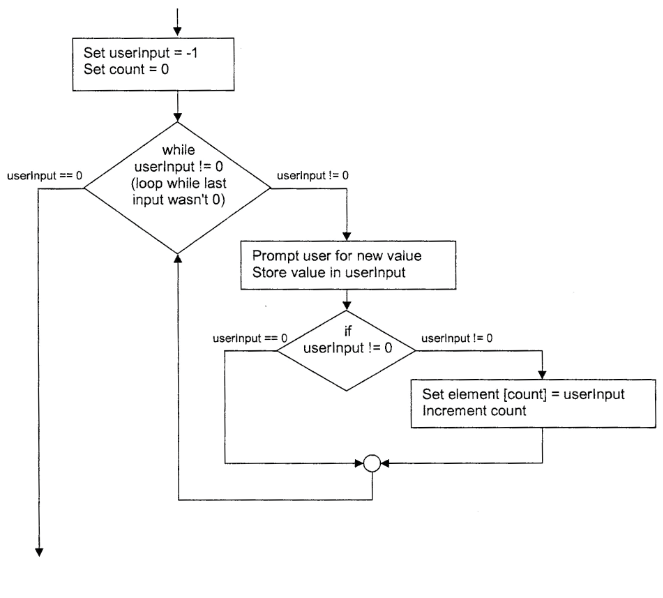 Set userInput = -1
Set count = 0
while
userInput != 0
(loop while last
input wasn't 0)
userInput == 0
userInput != 0
Prompt user for new value
Store value in userInput
if
userInput != 0
userInput == 0
userInput != 0
Set element [count] = userInput
Increment count